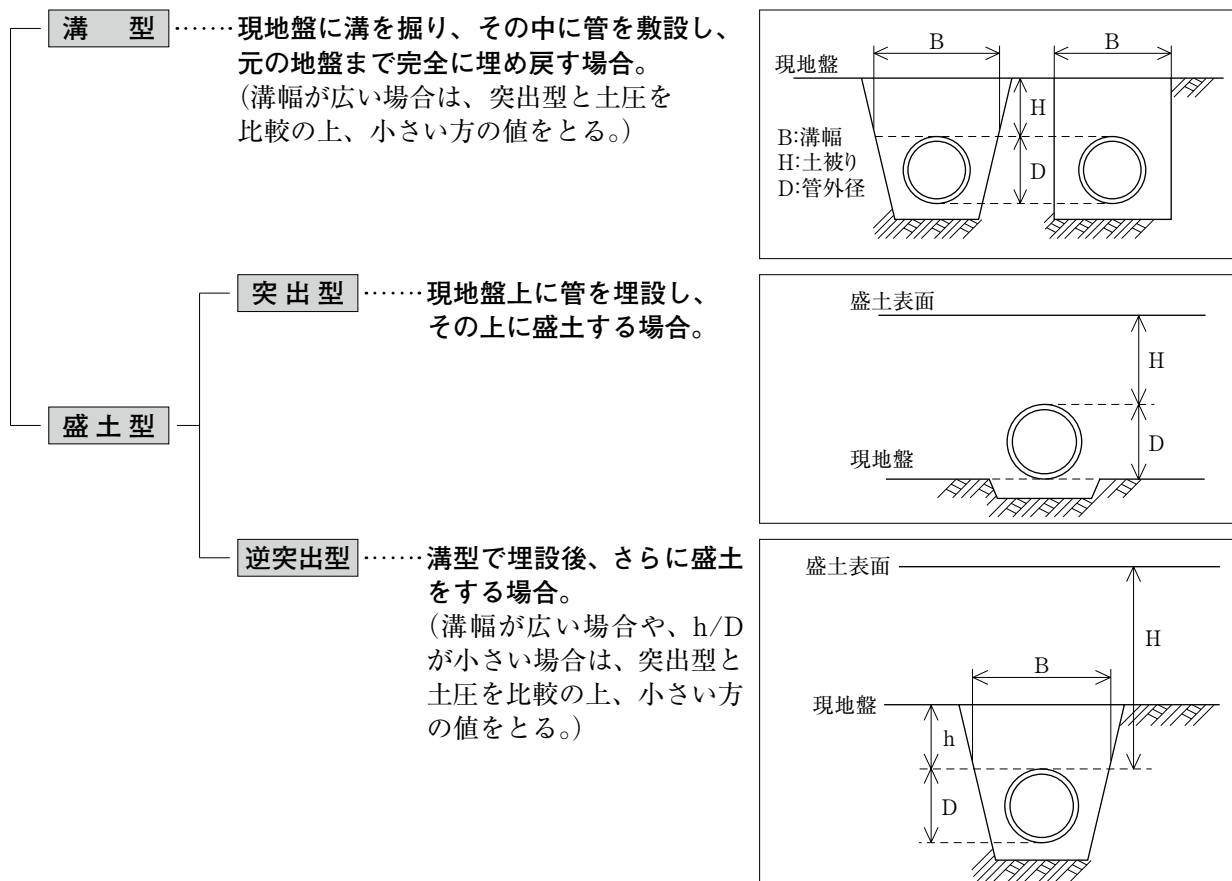 溝　型 ‥‥‥‥ 現地盤に溝を掘り、その中に管を敷設し、
元の地盤まで完全に埋め戻す場合。
(溝幅が広い場合は、突出型と土圧を
比較の上、小さい方の値をとる。)
B
B
現地盤
H
B:溝幅
H:土被り
D:管外径
D
盛土型
突出型 ‥‥‥‥ 現地盤上に管を埋設し、
その上に盛土する場合。
盛土表面
H
D
現地盤
逆突出型 ‥‥‥‥ 溝型で埋設後、さらに盛土
をする場合。
(溝幅が広い場合や、h/D
が小さい場合は、突出型と
土圧を比較の上、小さい方
の値をとる。)
盛土表面
H
B
現地盤
h
D